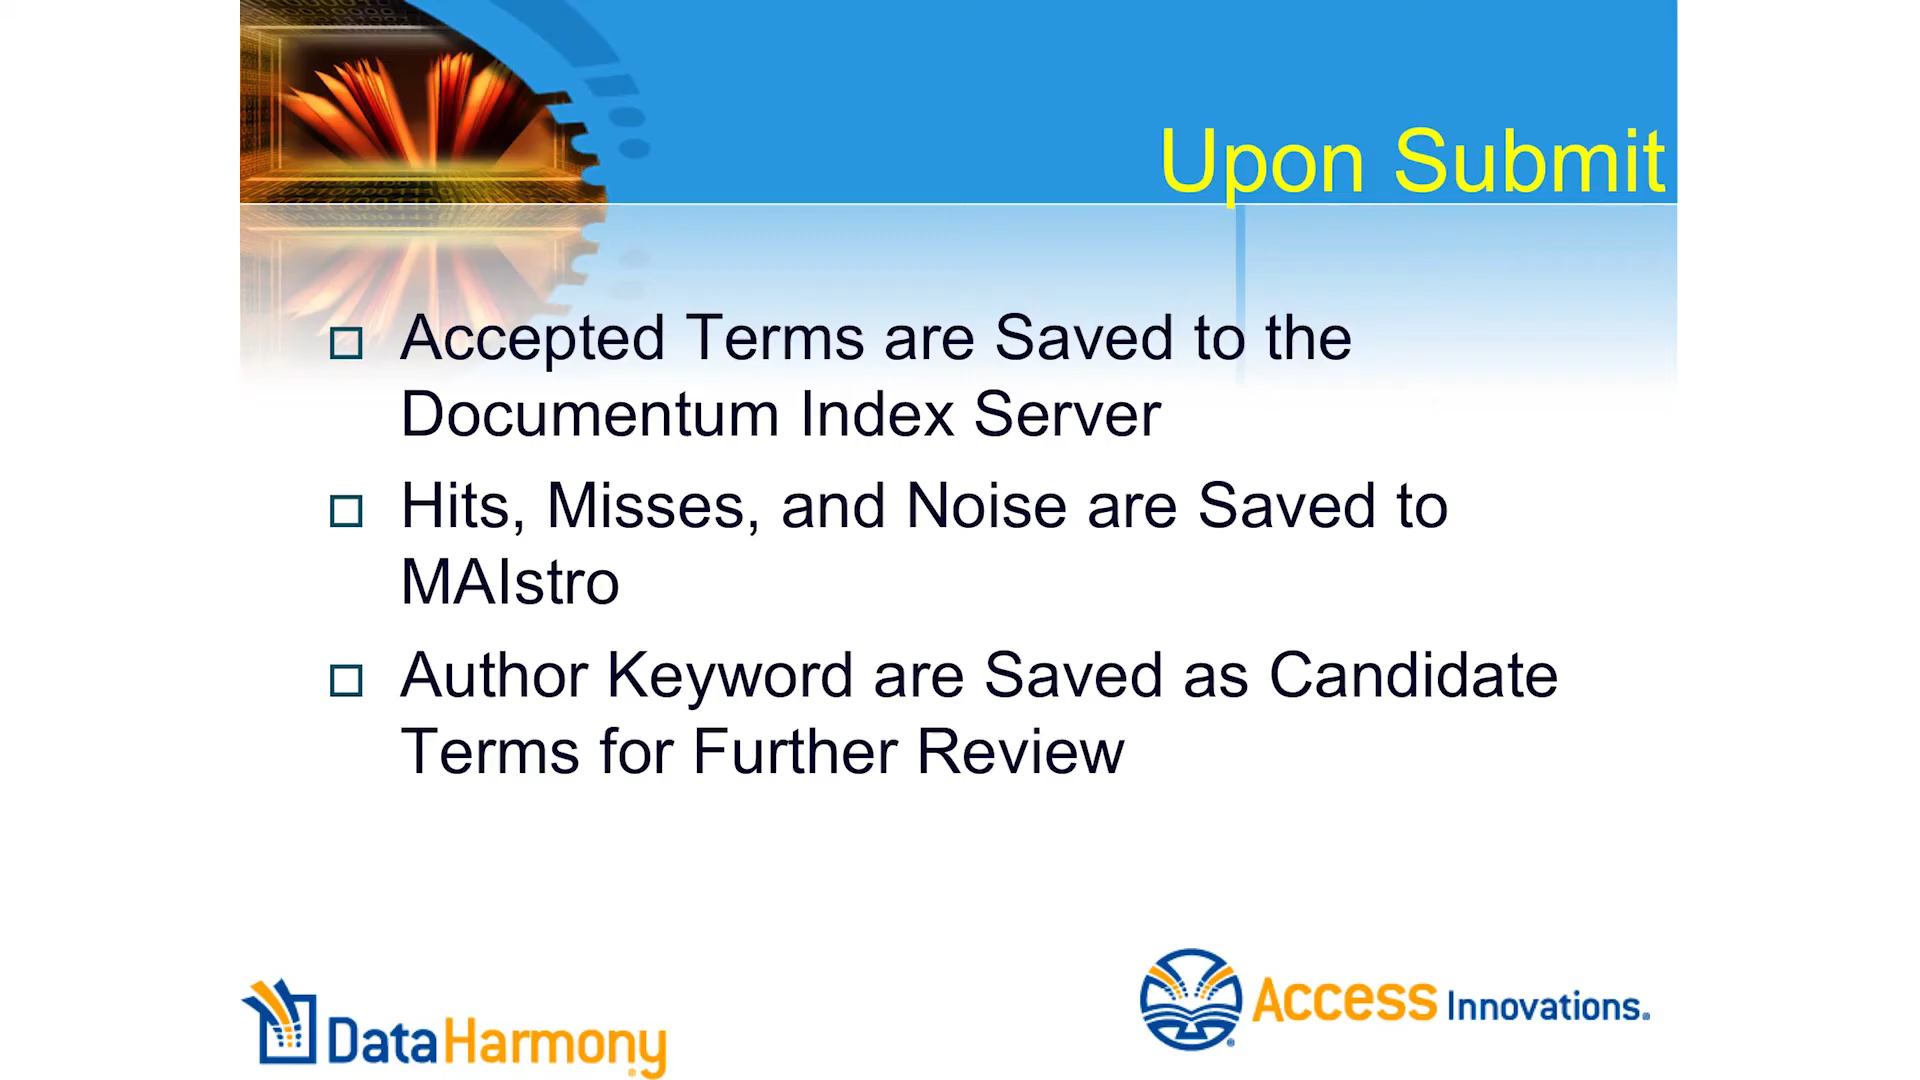 Upon Submit
Accepted Terms are Saved to the
Documentum Index Server
Hits, Misses, and Noise are Saved to
MAIstro
Author Keyword are Saved as Candidate
Terms for Further Review
DataHarmony®
Access Innovations®